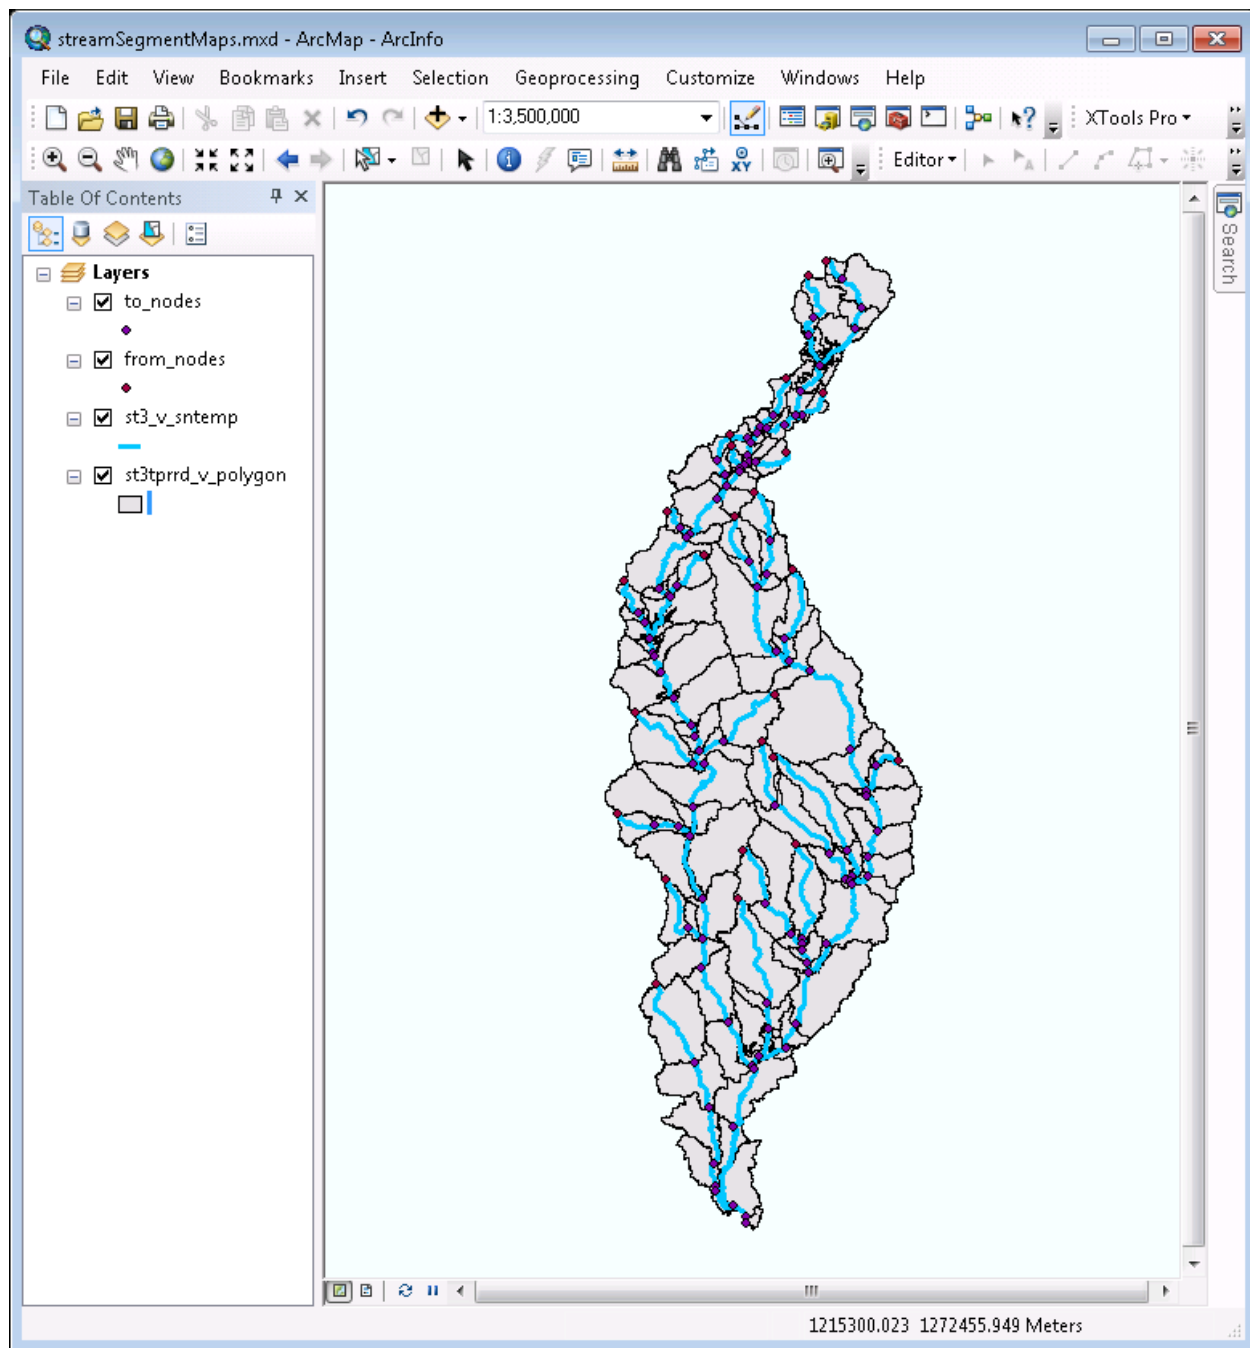 streamSegmentMaps.mxd - ArcMap - ArcInfo
File Edit View Bookmarks Insert Selection Geoprocessing Customize Windows Help
1:3,500,000
XTools Pro
XY
Editor
Table Of Contents
Search
Layers
to_nodes
from_nodes
st3_v_sntemp
st3tprrd_v_polygon
1215300.023 1272455.949 Meters